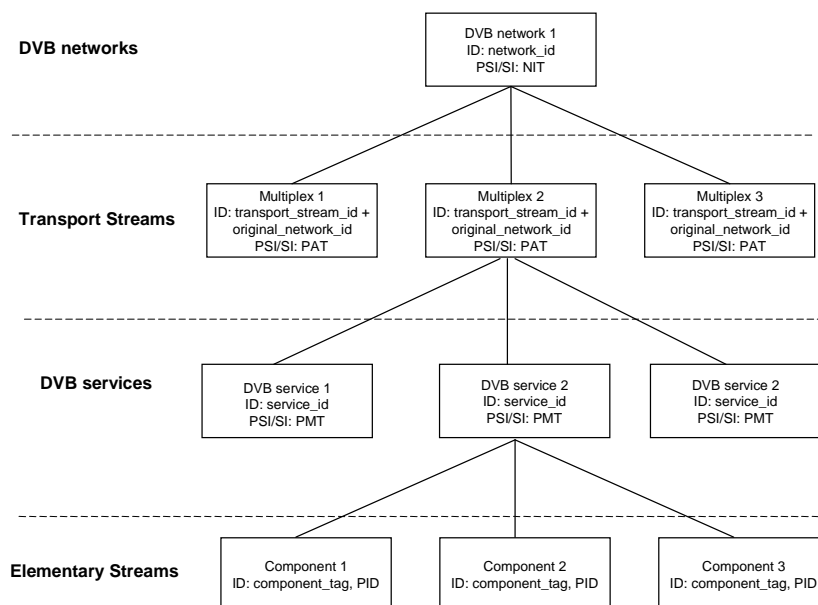 DVB networks
DVB network 1
ID: network_id
PSI/SI: NIT
Transport Streams
Multiplex 1
ID: transport_stream_id +
original_network_id
PSI/SI: PAT
Multiplex 2
ID: transport_stream_id +
original_network_id
PSI/SI: PAT
Multiplex 3
ID: transport_stream_id +
original_network_id
PSI/SI: PAT
DVB services
DVB service 1
ID: service_id
PSI/SI: PMT
DVB service 2
ID: service_id
PSI/SI: PMT
DVB service 2
ID: service_id
PSI/SI: PMT
Elementary Streams
Component 1
ID: component_tag, PID
Component 2
ID: component_tag, PID
Component 3
ID: component_tag, PID